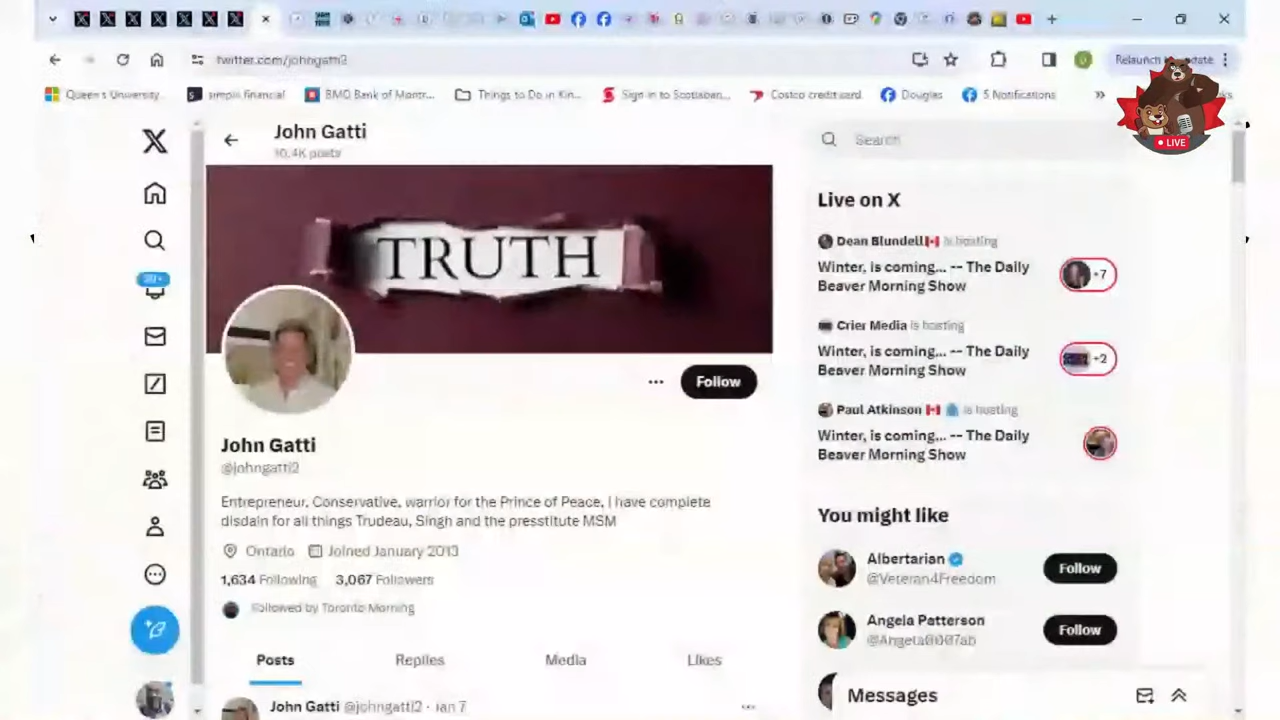 twitter.com/johngatti2
Relaunch to update
Queen's University...
simplii financial
BMO Bank of Montr...
Things to Do in Kin...
Sign in to Scotiaban...
Costco credit card
Douglas
5 Notifications
»
LIVE
John Gatti
10.4K posts
Search
TRUTH
Follow
John Gatti
@johngatti2
Entrepreneur, Conservative, warrior for the Prince of Peace, I have complete
disdain for all things Trudeau, Singh and the presstitute MSM
Ontario Joined January 2013
1,634 Following 3,067 Followers
Followed by Toronto Morning
Posts Replies Media Likes
John Gatti @johngatti2 · Jan 7
Live on X
Dean Blundell is hosting
Winter, is coming... -- The Daily
Beaver Morning Show
+7
Crier Media is hosting
Winter, is coming... -- The Daily
Beaver Morning Show
+2
Paul Atkinson is hosting
Winter, is coming... -- The Daily
Beaver Morning Show
You might like
Albertarian
@Veteran4Freedom
Follow
Angela Patterson
Follow
Messages